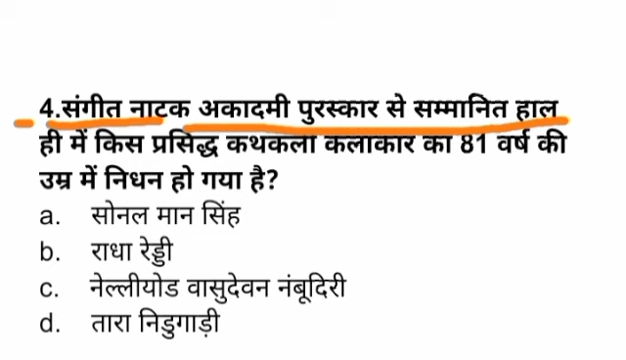 4.संगीत नाटक अकादमी पुरस्कार से सम्मानित हाल
ही में किस प्रसिद्ध कथकली कलाकार का 81 वर्ष की
उम्र में निधन हो गया है?
a. सोनल मान सिंह
b. राधा रेड्डी
c. नेल्लीयोड वासुदेवन नंबूदिरी
d. तारा निडुगाड़ी